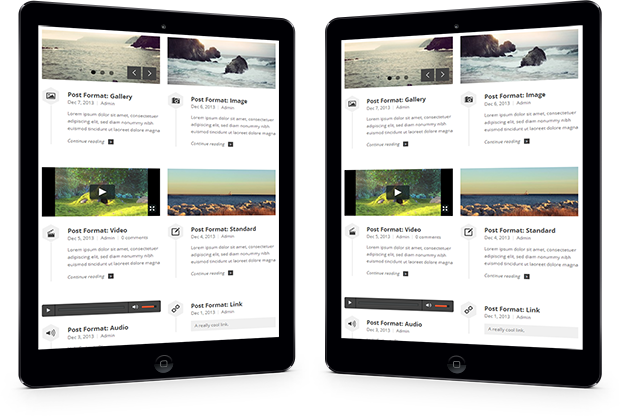 Post Format: Gallery
Dec 7, 2013 | Admin
Lorem ipsum dolor sit amet, consectetuer
adipiscing elit, sed diam nonummy nibh
euismod tincidunt ut laoreet dolore magna
Continue reading
Post Format: Image
Dec 6, 2013 | Admin
Lorem ipsum dolor sit amet, consectetuer
adipiscing elit, sed diam nonummy nibh
euismod tincidunt ut laoreet dolore magna
Continue reading
Post Format: Video
Dec 5, 2013 | Admin | 0 comments
Lorem ipsum dolor sit amet, consectetuer
adipiscing elit, sed diam nonummy nibh
euismod tincidunt ut laoreet dolore magna
Continue reading
Post Format: Standard
Dec 4, 2013 | Admin
Lorem ipsum dolor sit amet, consectetuer
adipiscing elit, sed diam nonummy nibh
euismod tincidunt ut laoreet dolore magna
Continue reading
Post Format: Audio
Dec 3, 2013 | Admin
Post Format: Link
Dec 1, 2013 | Admin
A really cool link.
Post Format: Gallery
Dec 7, 2013 | Admin
Lorem ipsum dolor sit amet, consectetuer
adipiscing elit, sed diam nonummy nibh
euismod tincidunt ut laoreet dolore magna
Continue reading
Post Format: Image
Dec 6, 2013 | Admin
Lorem ipsum dolor sit amet, consectetuer
adipiscing elit, sed diam nonummy nibh
euismod tincidunt ut laoreet dolore magna
Continue reading
Post Format: Video
Dec 5, 2013 | Admin | 0 comments
Lorem ipsum dolor sit amet, consectetuer
adipiscing elit, sed diam nonummy nibh
euismod tincidunt ut laoreet dolore magna
Continue reading
Post Format: Standard
Dec 4, 2013 | Admin
Lorem ipsum dolor sit amet, consectetuer
adipiscing elit, sed diam nonummy nibh
euismod tincidunt ut laoreet dolore magna
Continue reading
Post Format: Audio
Dec 3, 2013 | Admin
Post Format: Link
Dec 1, 2013 | Admin
A really cool link.